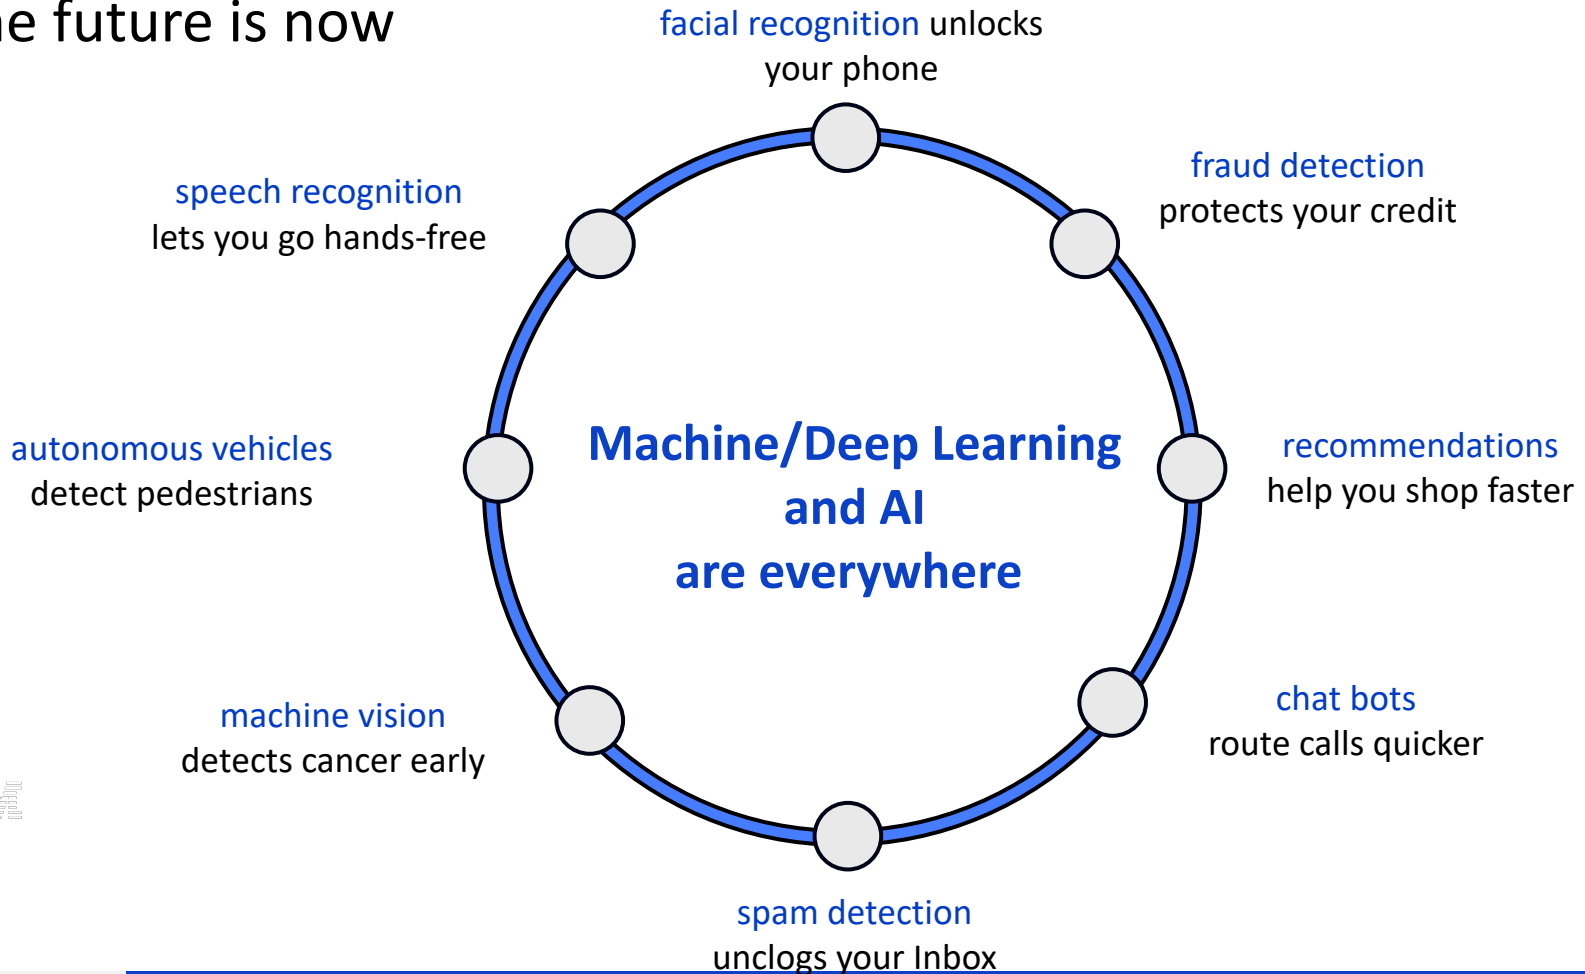 e future is now
facial recognition unlocks
your phone
fraud detection
protects your credit
recommendations
help you shop faster
chat bots
route calls quicker
spam detection
unclogs your Inbox
machine vision
detects cancer early
autonomous vehicles
detect pedestrians
speech recognition
lets you go hands-free
Machine/Deep Learning
and AI
are everywhere